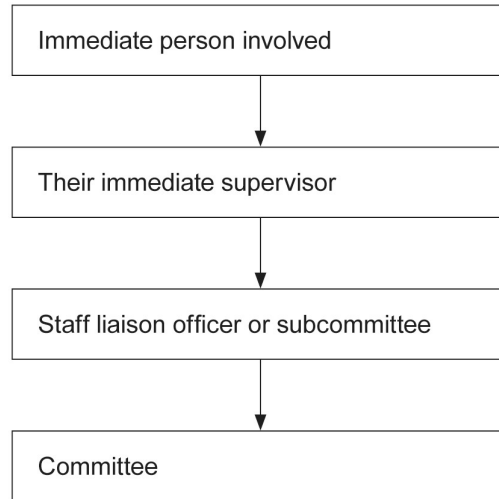 Immediate person involved
Their immediate supervisor
Staff liaison officer or subcommittee
Committee